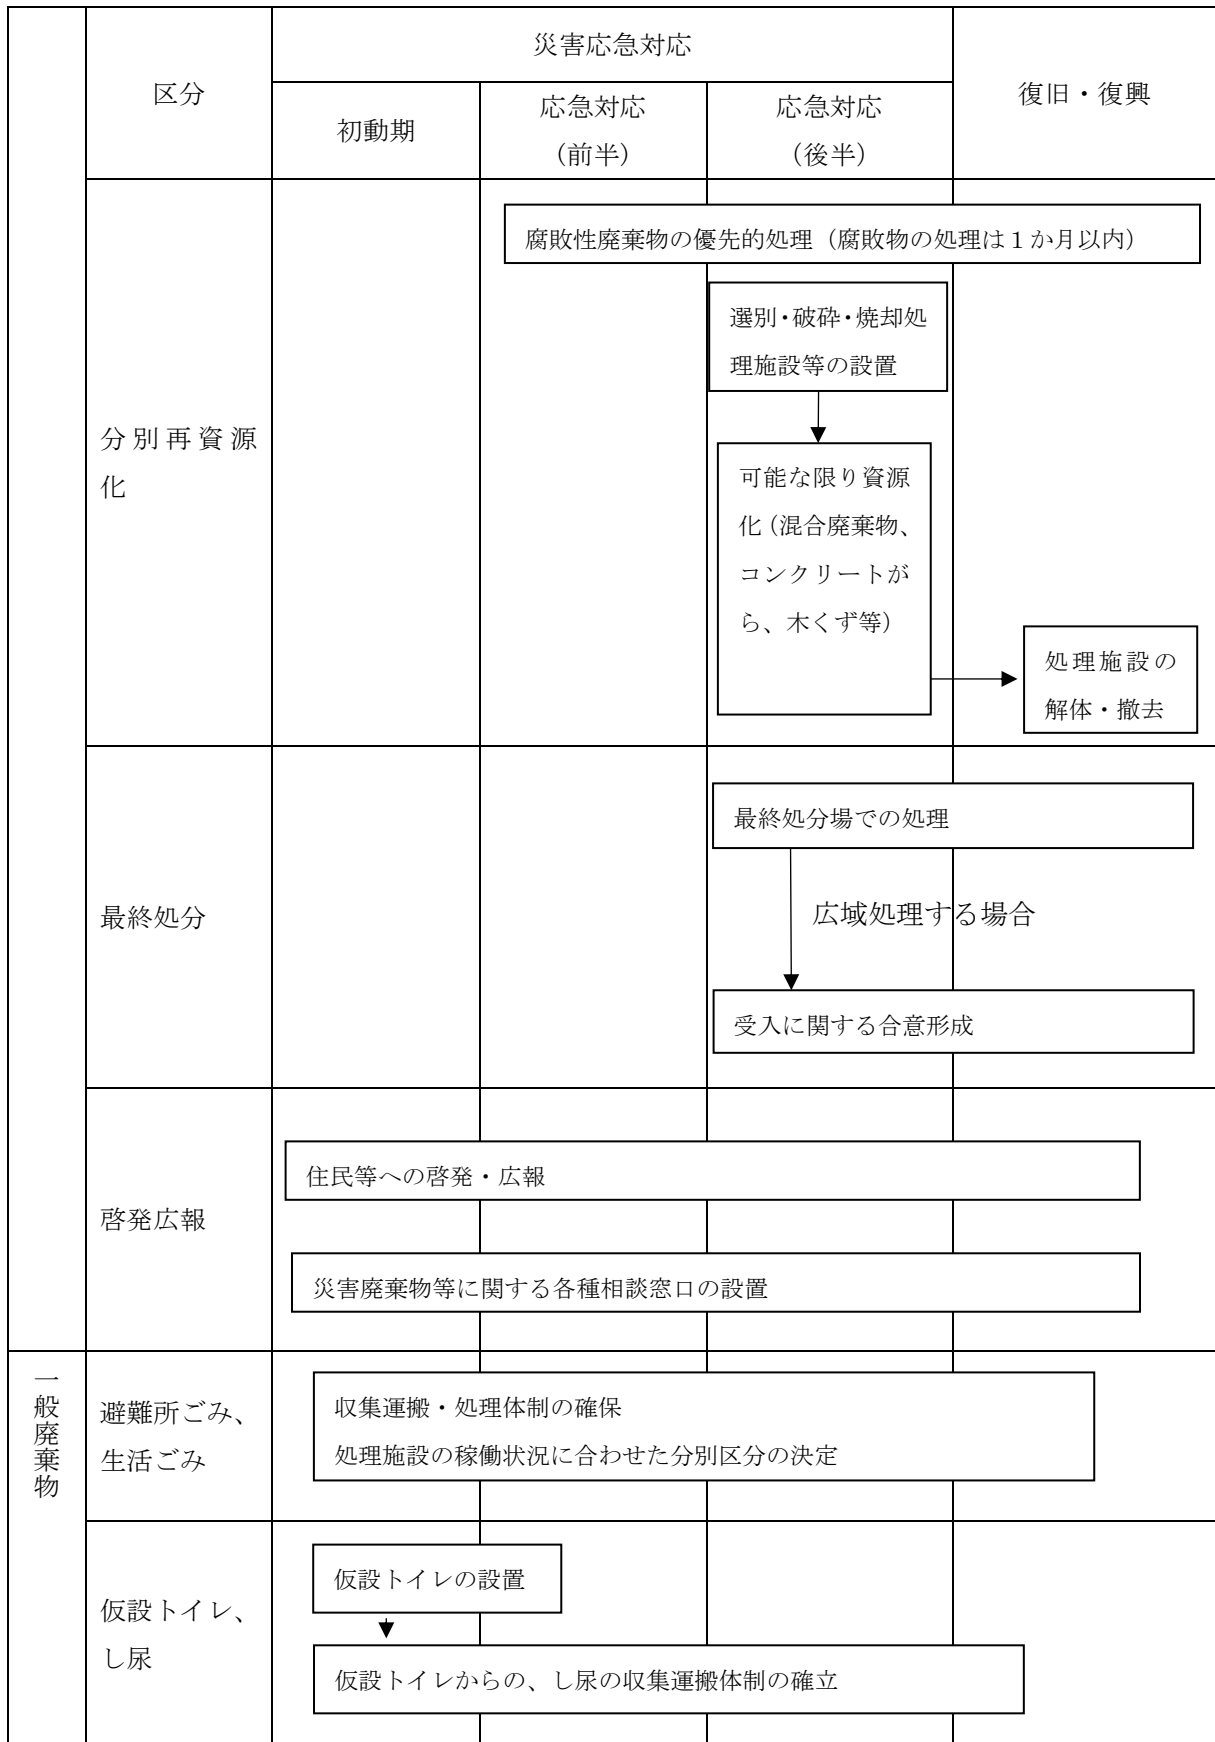 区分
災害応急対応
復旧・復興
初動期
応急対応
（前半）
応急対応
（後半）
分別再資源
化
腐敗性廃棄物の優先的処理（腐敗物の処理は１か月以内）
選別・破砕・焼却処
理施設等の設置
可能な限り資源
化（混合廃棄物、
コンクリートが
ら、木くず等）
処理施設の
解体・撤去
最終処分
最終処分場での処理
広域処理する場合
受入に関する合意形成
啓発広報
住民等への啓発・広報
災害廃棄物等に関する各種相談窓口の設置
一般廃棄物
避難所ごみ、
生活ごみ
収集運搬・処理体制の確保
処理施設の稼働状況に合わせた分別区分の決定
仮設トイレ、
し尿
仮設トイレの設置
仮設トイレからの、し尿の収集運搬体制の確立